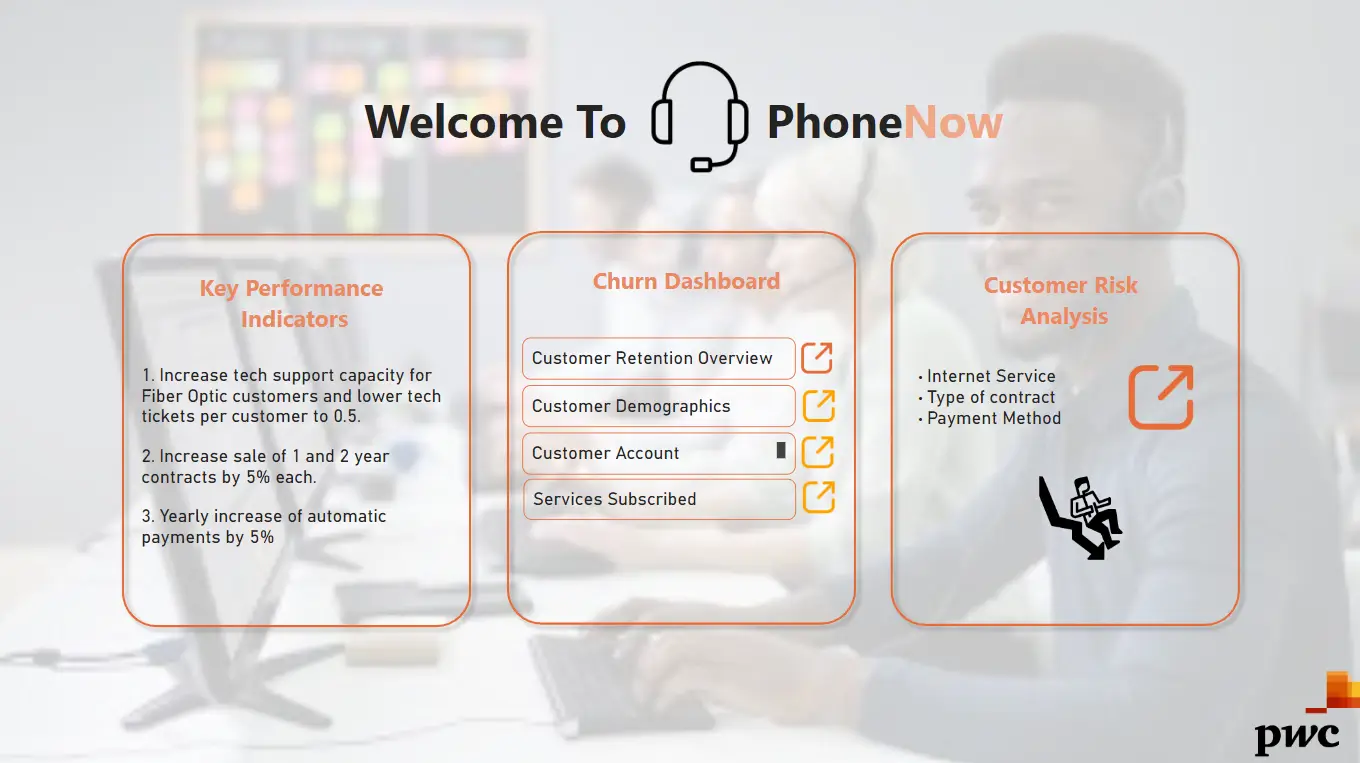 Welcome To PhoneNow
Key Performance
Indicators
1. Increase tech support capacity for
Fiber Optic customers and lower tech
tickets per customer to 0.5.
2. Increase sale of 1 and 2 year
contracts by 5% each.
3. Yearly increase of automatic
payments by 5%
Churn Dashboard
Customer Retention Overview
Customer Demographics
Customer Account
Services Subscribed
Customer Risk
Analysis
• Internet Service
• Type of contract
• Payment Method
pwc